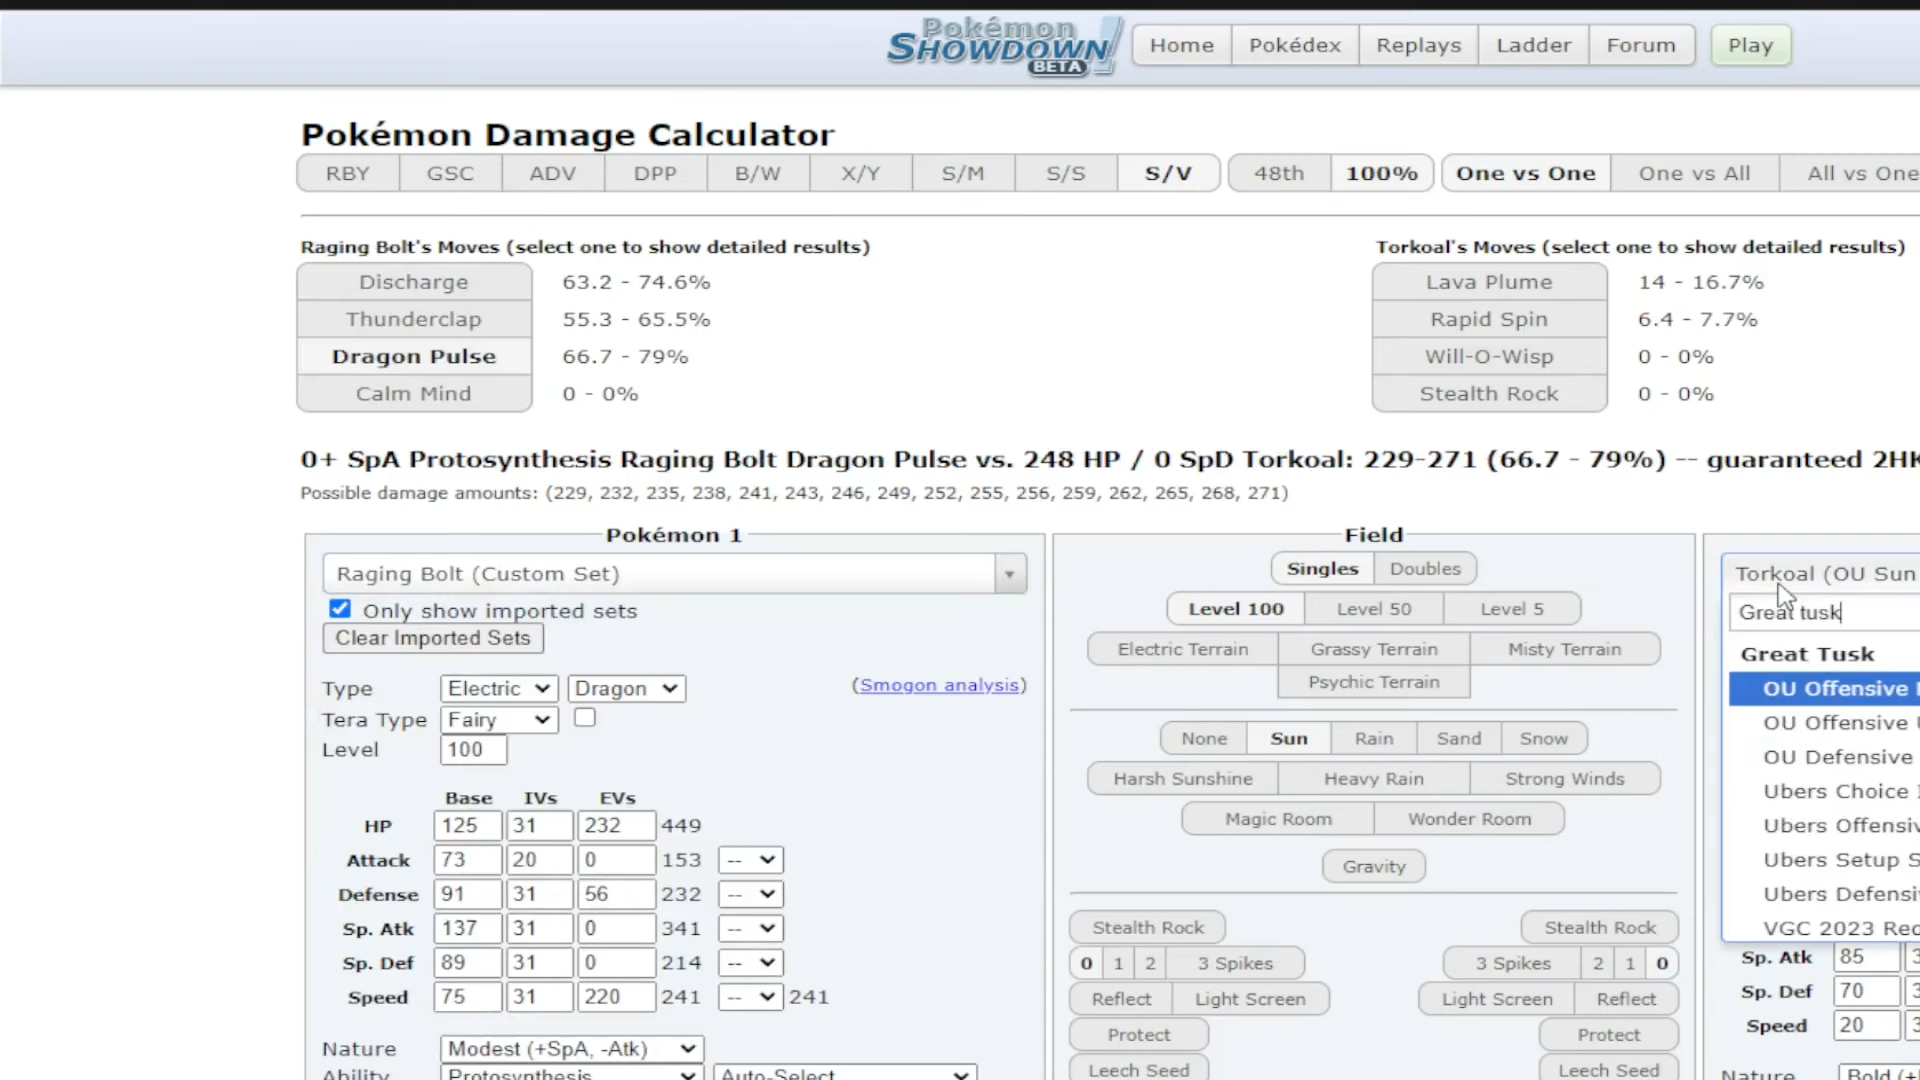 Pokémon SHOWDOWN! BETA
Home Pokédex Replays Ladder Forum Play
Pokémon Damage Calculator
RBY GSC ADV DPP B/W X/Y S/M S/S S/V 48th 100% One vs One One vs All All vs One
Raging Bolt's Moves (select one to show detailed results) Torkoal's Moves (select one to show detailed results)
Discharge 63.2 - 74.6% Lava Plume 14 - 16.7%
Thunderclap 55.3 - 65.5% Rapid Spin 6.4 - 7.7%
Dragon Pulse 66.7 - 79% Will-O-Wisp 0 - 0%
Calm Mind 0 - 0% Stealth Rock 0 - 0%
0+ SpA Protosynthesis Raging Bolt Dragon Pulse vs. 248 HP / 0 SpD Torkoal: 229-271 (66.7 - 79%) -- guaranteed 2HK
Possible damage amounts: (229, 232, 235, 238, 241, 243, 246, 249, 252, 255, 256, 259, 262, 265, 268, 271)
Pokémon 1
Raging Bolt (Custom Set)
Only show imported sets
Clear Imported Sets
Type Electric Dragon (Smogon analysis)
Tera Type Fairy
Level 100
Base IVs EVs
HP 125 31 232 449
Attack 73 20 0 153 --
Defense 91 31 56 232 --
Sp. Atk 137 31 0 341 --
Sp. Def 89 31 0 214 --
Speed 75 31 220 241 -- 241
Nature Modest (+SpA, -Atk)
Ability Protosynthesis Auto-Select
Field
Singles Doubles
Level 100 Level 50 Level 5
Electric Terrain Grassy Terrain Misty Terrain
Psychic Terrain
None Sun Rain Sand Snow
Harsh Sunshine Heavy Rain Strong Winds
Magic Room Wonder Room
Gravity
Stealth Rock Stealth Rock
0 1 2 3 Spikes 3 Spikes 2 1 0
Reflect Light Screen Light Screen Reflect
Protect Protect
Leech Seed Leech Seed
Torkoal (OU Sun
Great tusk
Great Tusk
OU Offensive
OU Offensive
OU Defensive
Ubers Choice
Ubers Offensiv
Ubers Setup S
Ubers Defensiv
VGC 2023 Reg
Sp. Atk 85
Sp. Def 70
Speed 20
Nature Bold (+